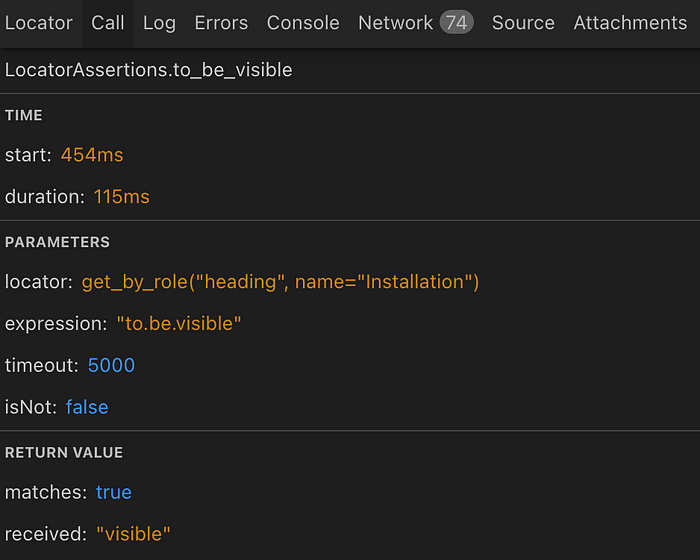 Locator Call Log Errors Console Network 74 Source Attachments
LocatorAssertions.to_be_visible
TIME
start: 454ms
duration: 115ms
PARAMETERS
locator: get_by_role("heading", name="Installation")
expression: "to.be.visible"
timeout: 5000
isNot: false
RETURN VALUE
matches: true
received: "visible"